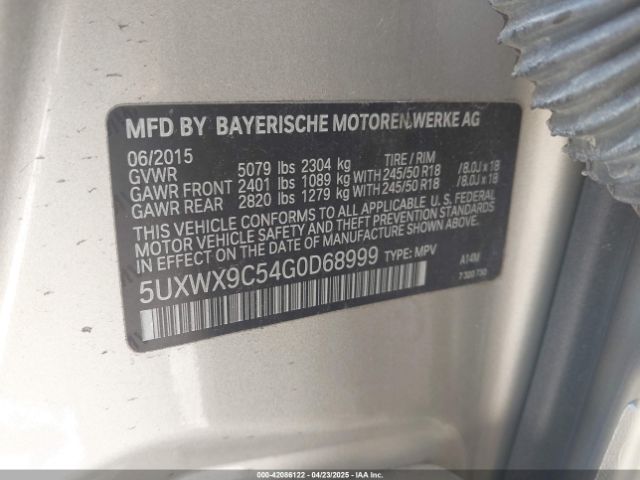 MFD BY BAYERISCHE MOTOREN WERKE AG
06/2015 TIRE / RIM
GVWR 5079 lbs 2304 kg
GAWR FRONT 2401 lbs 1089 kg WITH 245/50 R18 / 8.0J x 18
GAWR REAR 2820 lbs 1279 kg WITH 245/50 R18 / 8.0J x 18
THIS VEHICLE CONFORMS TO ALL APPLICABLE U. S. FEDERAL
MOTOR VEHICLE SAFETY AND THEFT PREVENTION STANDARDS
IN EFFECT ON THE DATE OF MANUFACTURE SHOWN ABOVE.
5UXWX9C54G0D68999 TYPE: MPV A14M
7300730
000-42086122 - 04/23/2025 - IAA Inc.